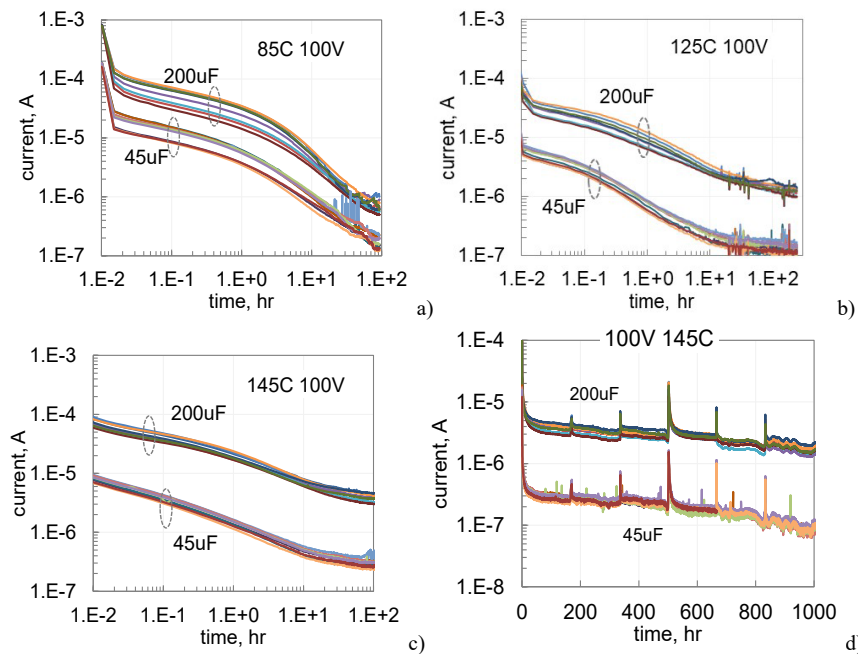 1.E-3
1.E-4
1.E-5
1.E-6
1.E-7
current, A
85C 100V
200uF
45uF
1.E-2 1.E-1 1.E+0 1.E+1 1.E+2
time, hr
a)
1.E-3
1.E-4
1.E-5
1.E-6
1.E-7
current, A
125C 100V
200uF
45uF
1.E-2 1.E-1 1.E+0 1.E+1 1.E+2
time, hr
b)
1.E-3
1.E-4
1.E-5
1.E-6
1.E-7
current, A
145C 100V
200uF
45uF
1.E-2 1.E-1 1.E+0 1.E+1 1.E+2
time, hr
c)
100V 145C
1.E-4
1.E-5
1.E-6
1.E-7
1.E-8
current, A
200uF
45uF
0 200 400 600 800 1000
time, hr
d)